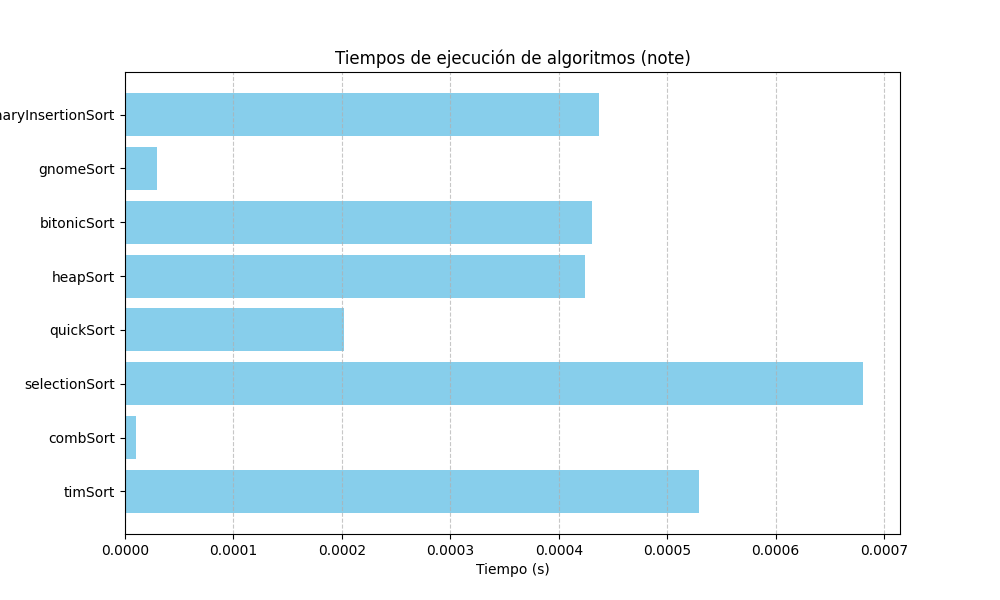 Tiempos de ejecución de algoritmos (note)
naryInsertionSort
gnomeSort
bitonicSort
heapSort
quickSort
selectionSort
combSort
timSort
0.0000 0.0001 0.0002 0.0003 0.0004 0.0005 0.0006 0.0007
Tiempo (s)